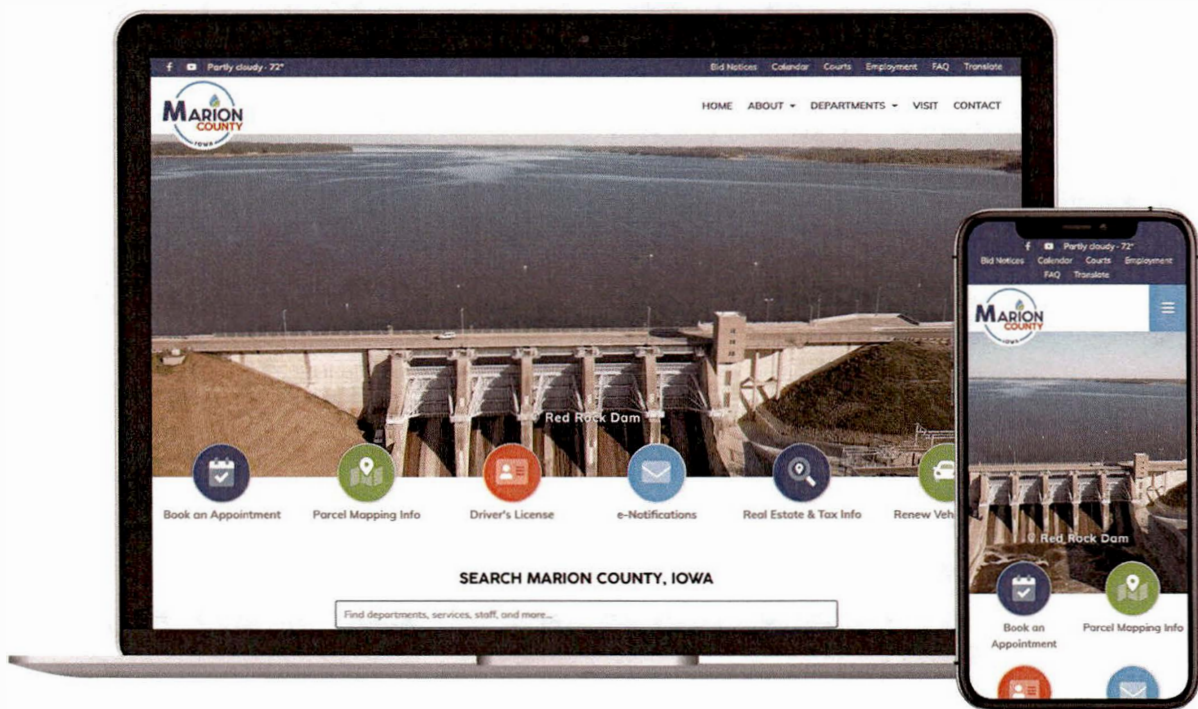 Partly cloudy - 72° Bid Notices Calendar Courts Employment FAQ Translate
MARION
COUNTY
IOWA
HOME ABOUT DEPARTMENTS VISIT CONTACT
Red Rock Dam
Book an Appointment Parcel Mapping Info Driver's License e-Notifications Real Estate & Tax Info Renew Veh
SEARCH MARION COUNTY, IOWA
Find departments, services, staff, and more...
Partly cloudy - 72°
Bid Notices Calendar Courts Employment
FAQ Translate
MARION
COUNTY
IOWA
Red Rock Dam
Book an
Appointment
Parcel Mapping Info